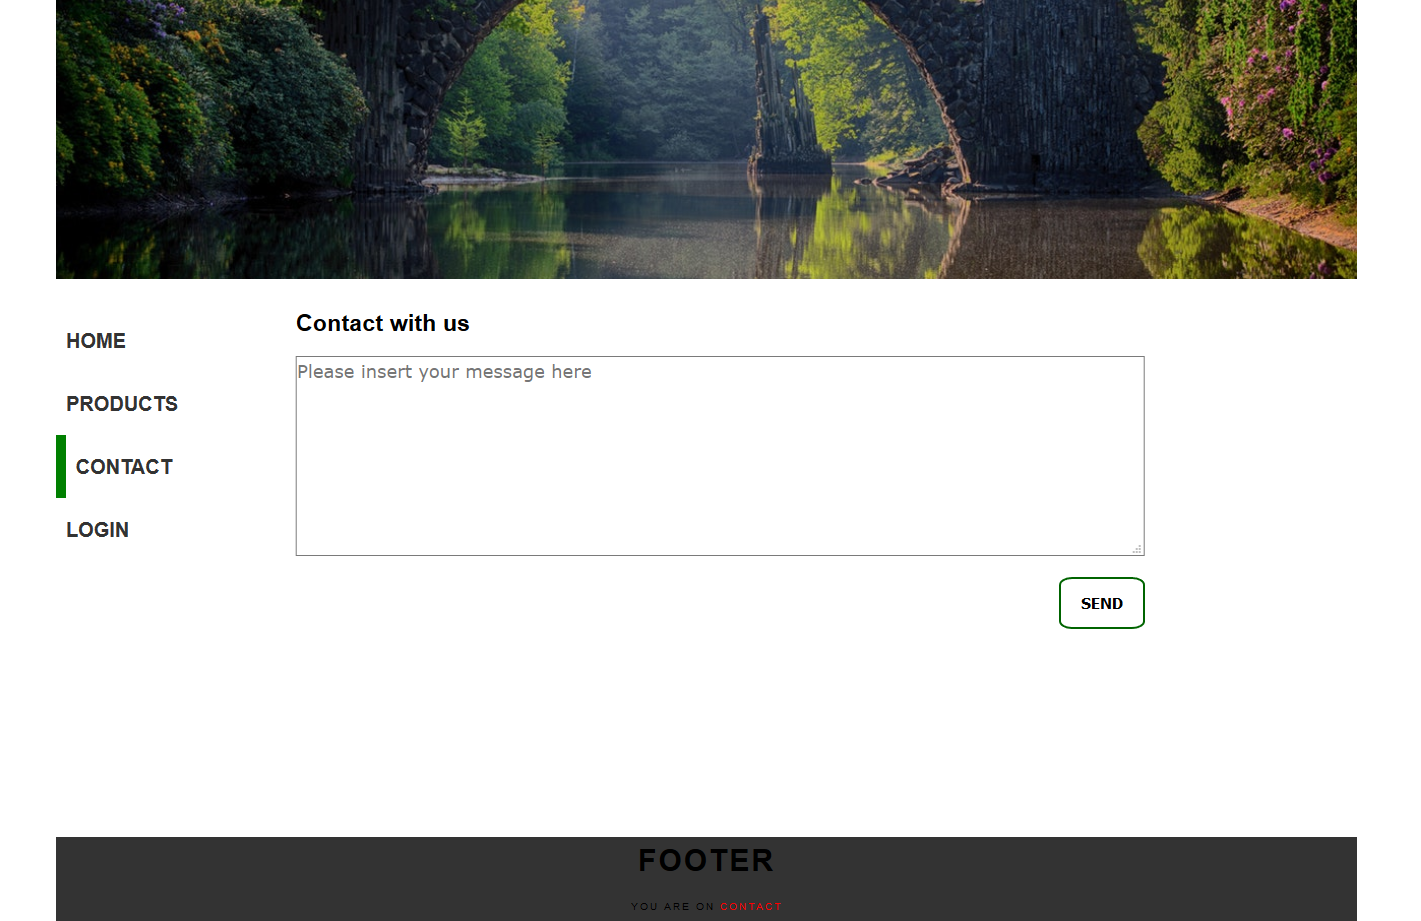 Contact with us
HOME
Please insert your message here
PRODUCTS
CONTACT
LOGIN
SEND
FOOTER
YOU ARE ON CONTACT